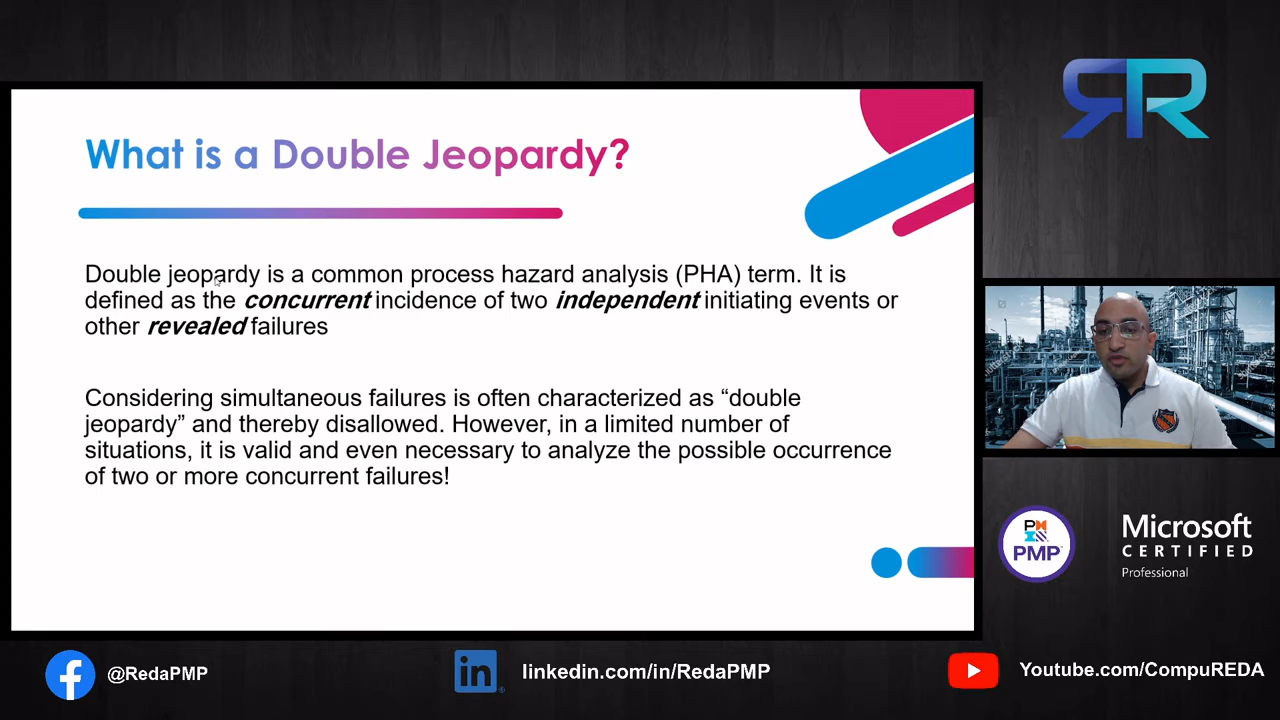 What is a Double Jeopardy?
Double jeopardy is a common process hazard analysis (PHA) term. It is
defined as the concurrent incidence of two independent initiating events or
other revealed failures
Considering simultaneous failures is often characterized as “double
jeopardy” and thereby disallowed. However, in a limited number of
situations, it is valid and even necessary to analyze the possible occurrence
of two or more concurrent failures!
PMP
Microsoft
CERTIFIED
Professional
@RedaPMP
linkedin.com/in/RedaPMP
Youtube.com/CompuREDA